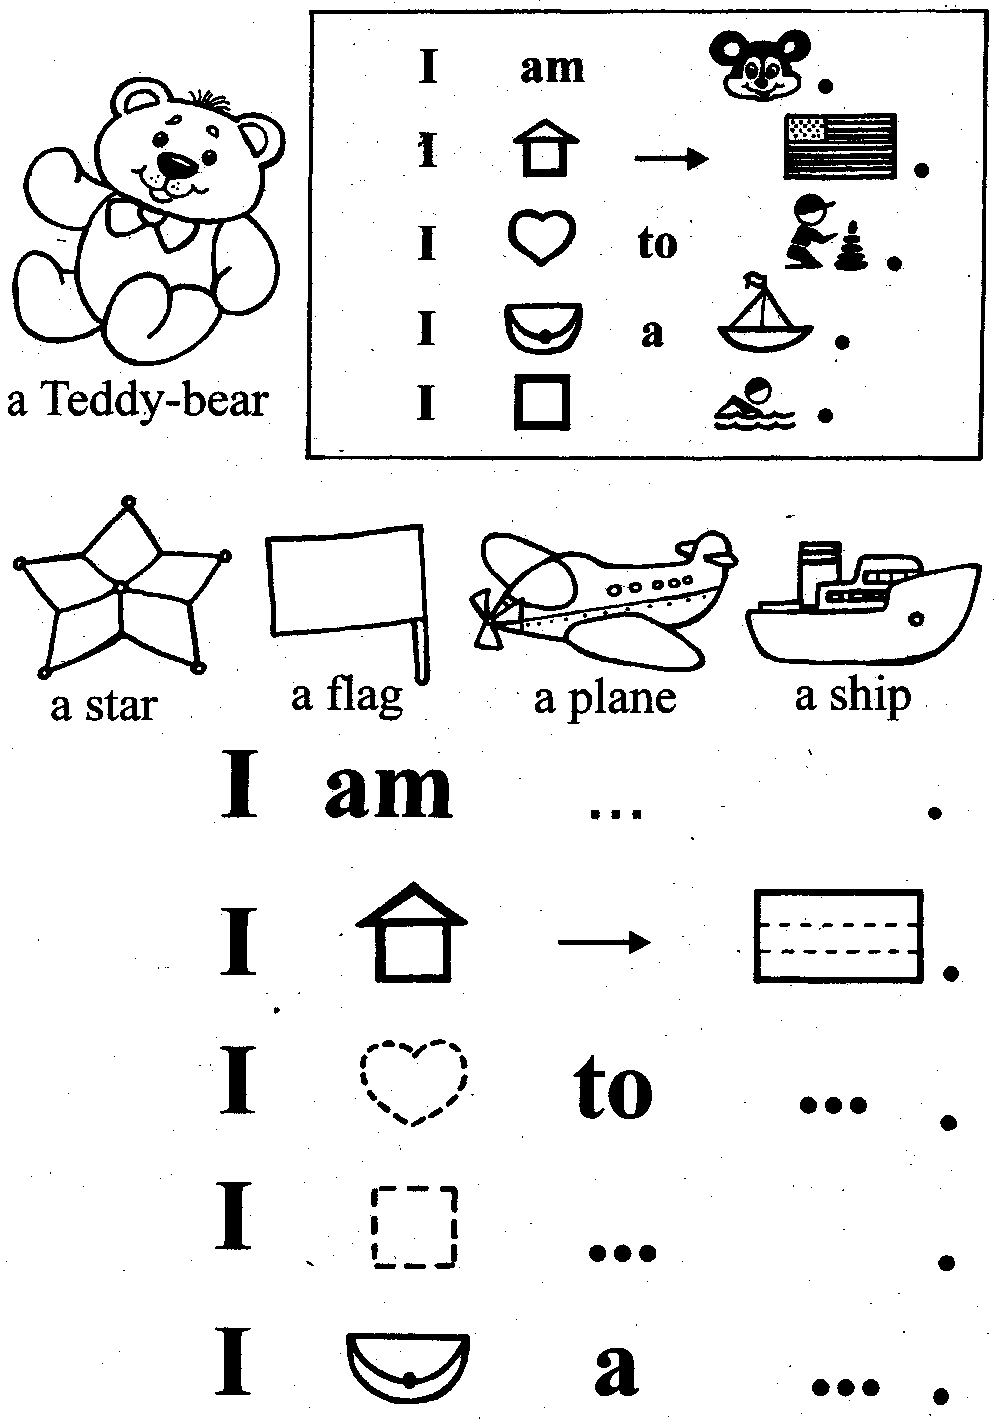 I am .
I .
I to .
I a .
I .
a Teddy-bear
a star
a flag
a plane
a ship
I am ... .
I .
I to ... .
I ... .
I a ... .